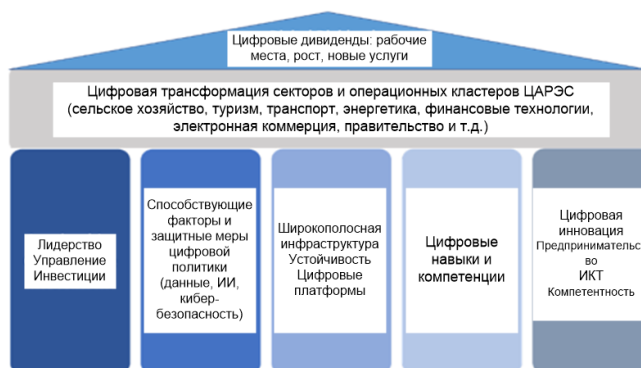 Цифровые дивиденды: рабочие
места, рост, новые услуги
Цифровая трансформация секторов и операционных кластеров ЦАРЭС
(сельское хозяйство, туризм, транспорт, энергетика, финансовые технологии,
электронная коммерция, правительство и т.д.)
Лидерство
Управление
Инвестиции
Способствующие
факторы и
защитные меры
цифровой
политики
(данные, ИИ,
кибер-
безопасность)
Широкополосная
инфраструктура
Устойчивость
Цифровые
платформы
Цифровые
навыки и
компетенции
Цифровая
инновация
Предпринимательс
во
ИКТ
Компетентность